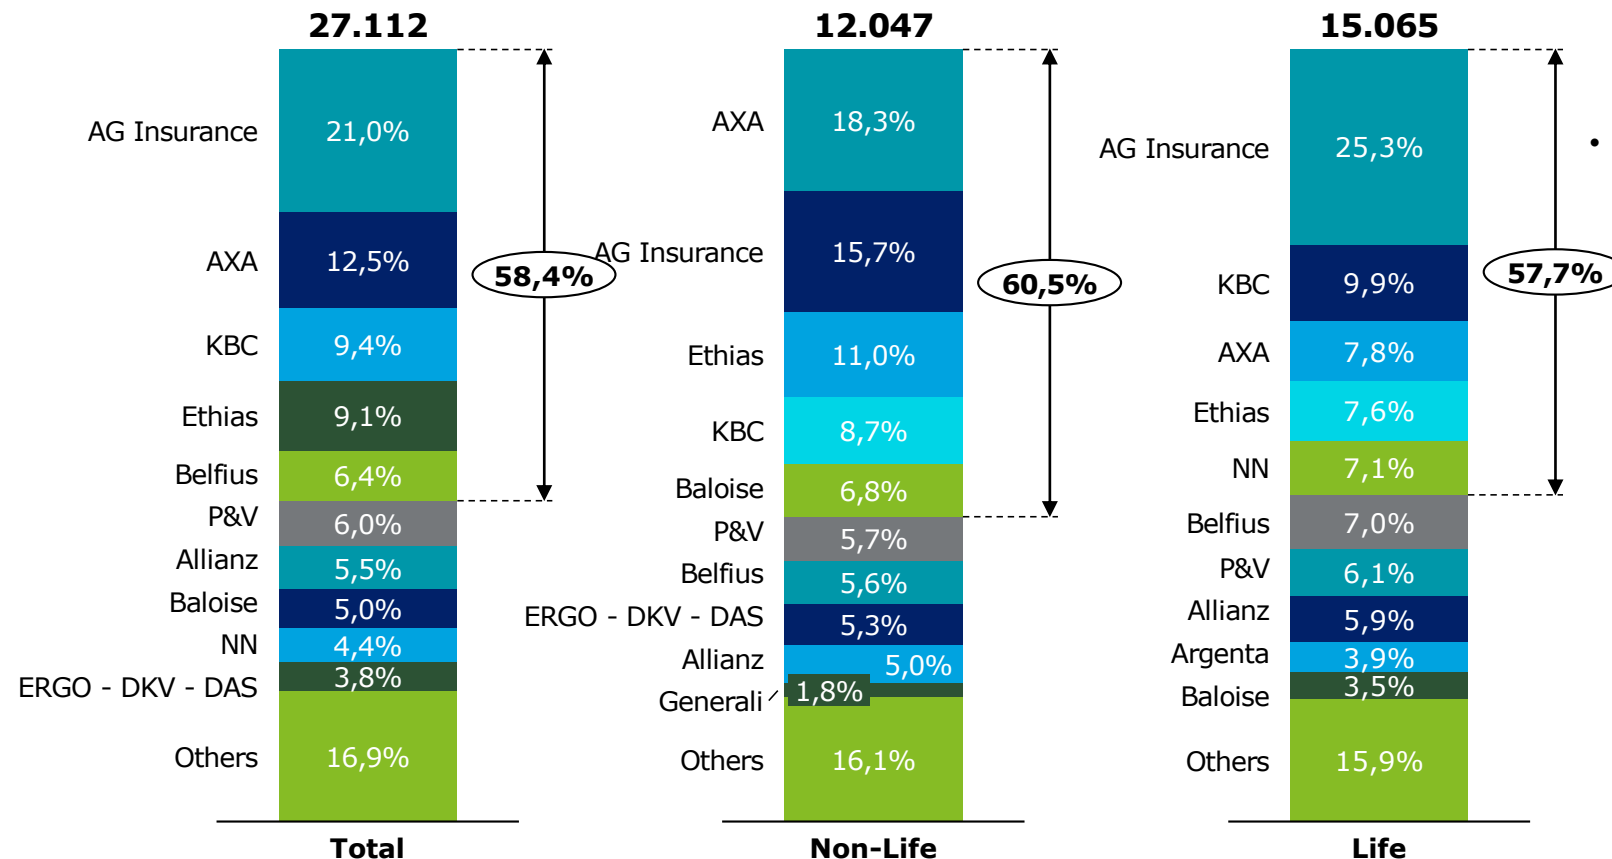 27.112
12.047
15.065
AG Insurance 21,0%
AXA 12,5%
KBC 9,4%
Ethias 9,1%
Belfius 6,4%
P&V 6,0%
Allianz 5,5%
Baloise 5,0%
NN 4,4%
ERGO - DKV - DAS 3,8%
Others 16,9%
58,4%
Total
AXA 18,3%
AG Insurance 15,7%
Ethias 11,0%
KBC 8,7%
Baloise 6,8%
P&V 5,7%
Belfius 5,6%
ERGO - DKV - DAS 5,3%
Allianz 5,0%
Generali 1,8%
Others 16,1%
60,5%
Non-Life
AG Insurance 25,3%
KBC 9,9%
AXA 7,8%
Ethias 7,6%
NN 7,1%
Belfius 7,0%
P&V 6,1%
Allianz 5,9%
Argenta 3,9%
Baloise 3,5%
Others 15,9%
57,7%
Life
•